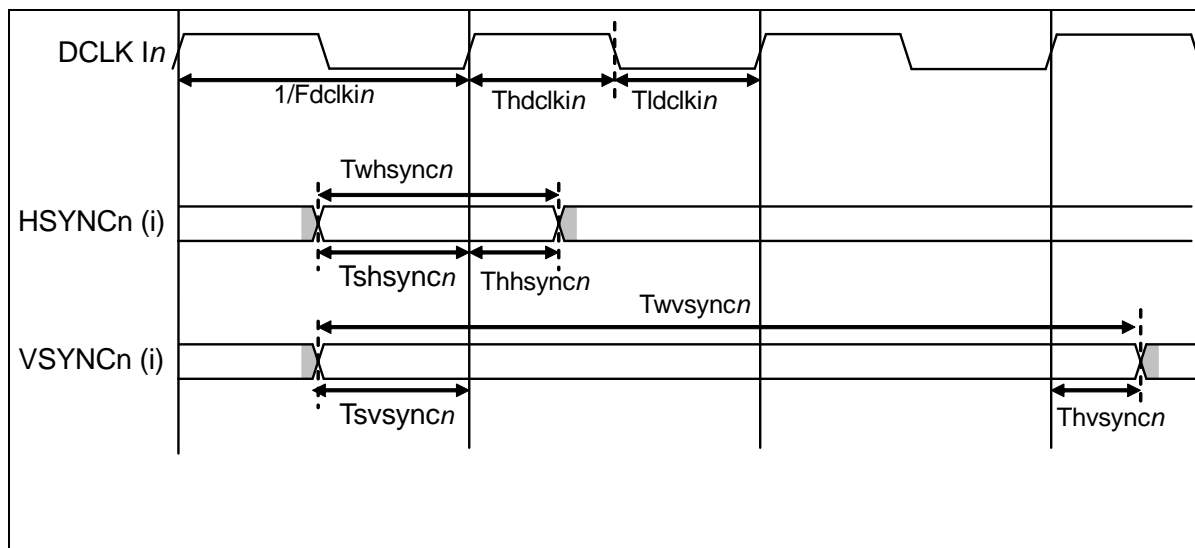 DCLK In
1/Fdclkin
Thdclkin
Tldclkin
Twhsyncn
HSYNCn (i)
Tshsyncn
Thhsyncn
Twvsyncn
VSYNCn (i)
Tsvsyncn
Thvsyncn